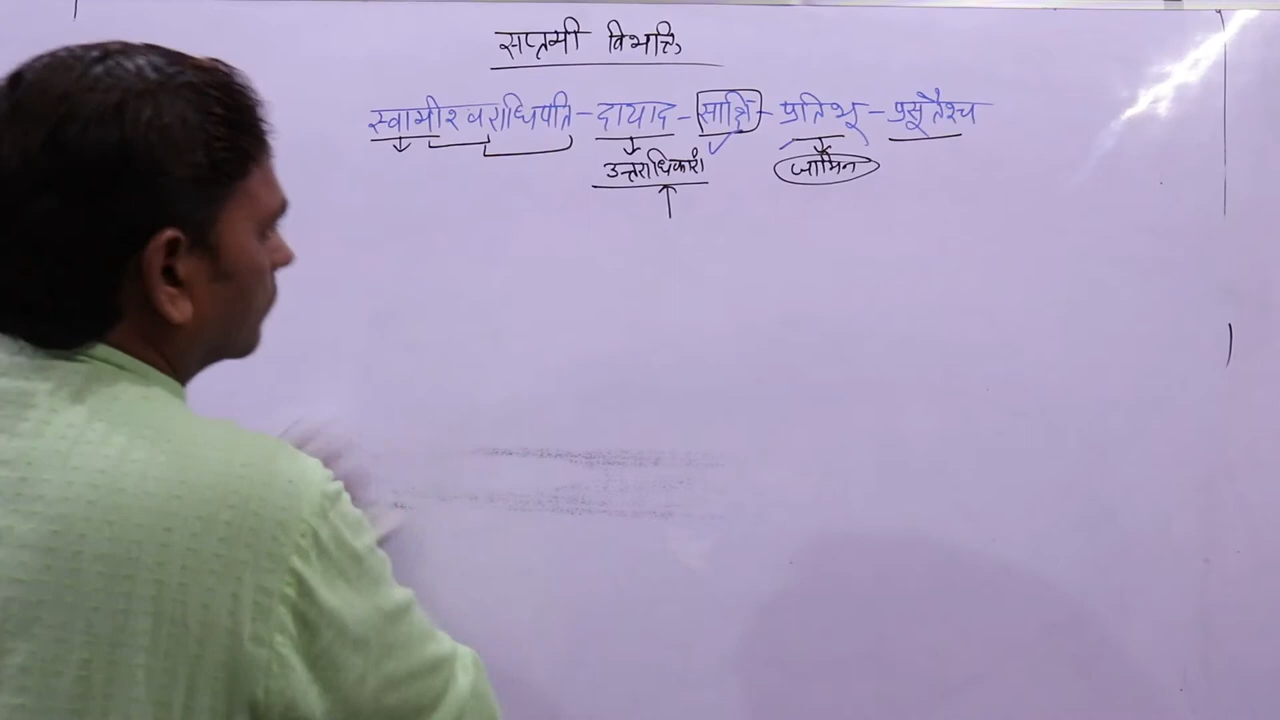 सप्तमी विभक्ति
स्वामीश्वराधिपति-दायाद-साक्षि-प्रतिभू-प्रसूतैश्च
उत्तराधिकारी जामिन